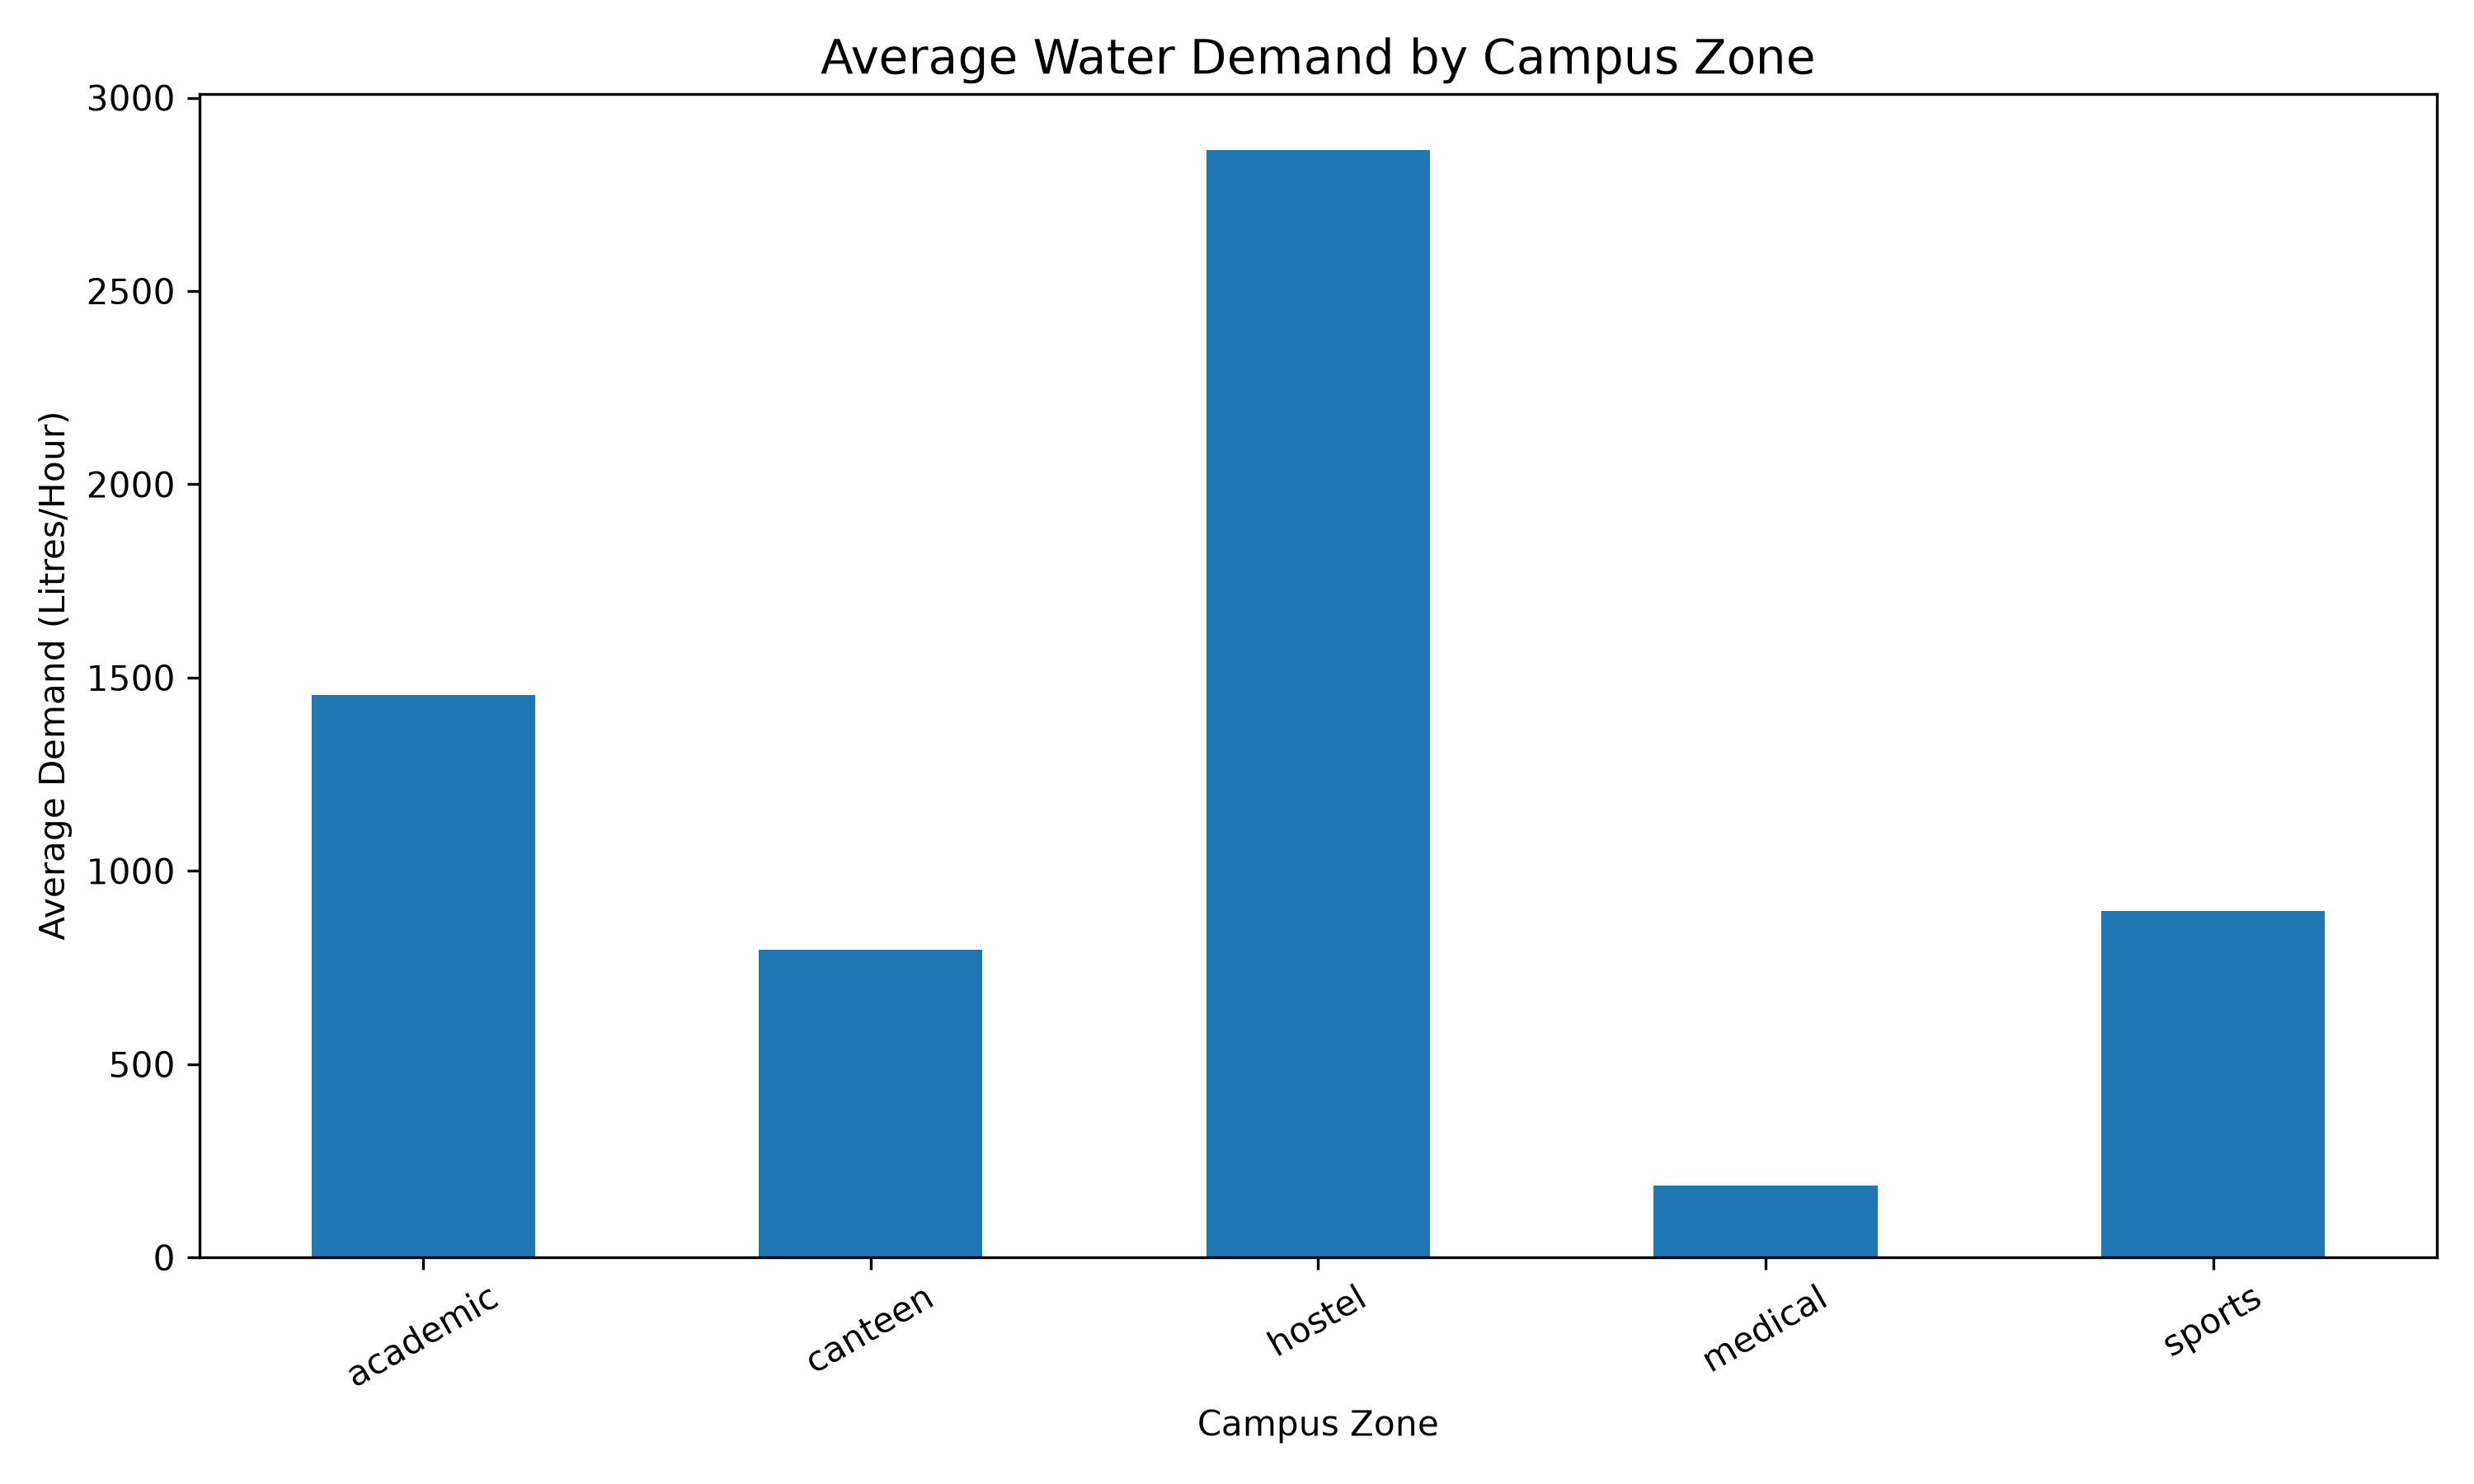 Average Water Demand by Campus Zone
3000
2500
2000
1500
1000
500
0
Average Demand (Litres/Hour)
academic
canteen
hostel
medical
sports
Campus Zone